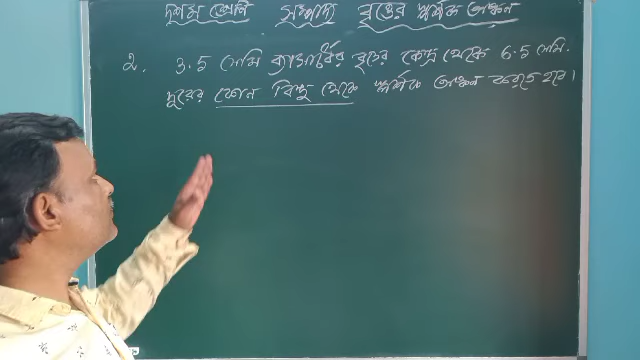 দশম শ্রেণি সম্পাদ্য বৃত্তের স্পর্শক অঙ্কন
2. 3.5 সেমি ব্যাসার্ধের বৃত্তের কেন্দ্র থেকে 6.5 সেমি.
দূরের কোন বিন্দু থেকে স্পর্শক অঙ্কন করতে হবে।